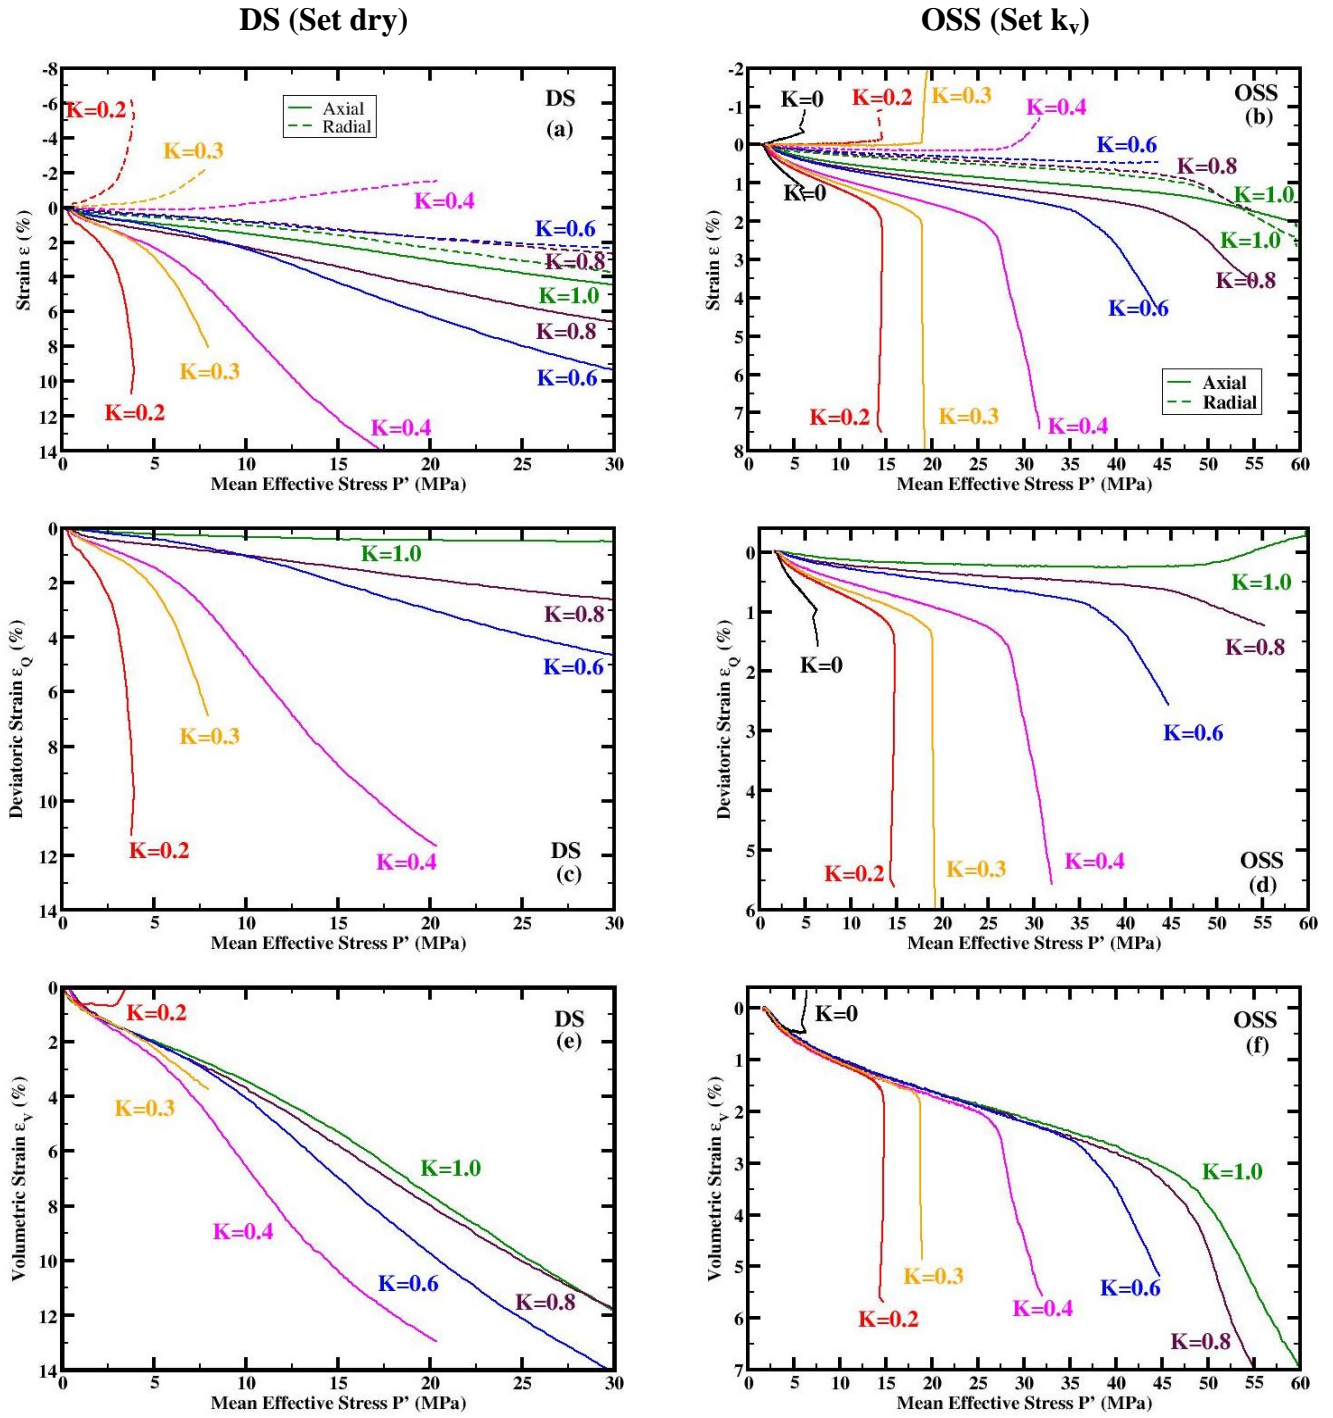 DS (Set dry)
OSS (Set kv)
-8
-6
-4
-2
0
2
4
6
8
10
12
14
Strain ε (%)
K=0.2
K=0.3
K=0.4
K=0.6
K=0.8
K=1.0
K=0.8
K=0.6
K=0.4
K=0.3
K=0.2
Axial
Radial
DS
(a)
0 5 10 15 20 25 30
Mean Effective Stress P' (MPa)
-2
-1
0
1
2
3
4
5
6
7
8
Strain ε (%)
K=0
K=0.2
K=0.3
K=0.4
K=0.6
K=0.8
K=1.0
K=0
K=1.0
K=0.8
K=0.6
K=0.2
K=0.3
K=0.4
OSS
(b)
Axial
Radial
0 5 10 15 20 25 30 35 40 45 50 55 60
Mean Effective Stress P' (MPa)
0
2
4
6
8
10
12
14
Deviatoric Strain εQ (%)
K=1.0
K=0.8
K=0.6
K=0.3
K=0.2
K=0.4
DS
(c)
0 5 10 15 20 25 30
Mean Effective Stress P' (MPa)
0
1
2
3
4
5
6
Deviatoric Strain εQ (%)
K=1.0
K=0.8
K=0
K=0.6
K=0.2
K=0.3
K=0.4
OSS
(d)
0 5 10 15 20 25 30 35 40 45 50 55 60
Mean Effective Stress P' (MPa)
0
2
4
6
8
10
12
14
Volumetric Strain εV (%)
K=0.2
K=0.3
K=1.0
K=0.4
K=0.6
K=0.8
DS
(e)
0 5 10 15 20 25 30
Mean Effective Stress P' (MPa)
0
1
2
3
4
5
6
7
Volumetric Strain εV (%)
K=0
K=1.0
K=0.3
K=0.6
K=0.2
K=0.4
K=0.8
OSS
(f)
0 5 10 15 20 25 30 35 40 45 50 55 60
Mean Effective Stress P' (MPa)